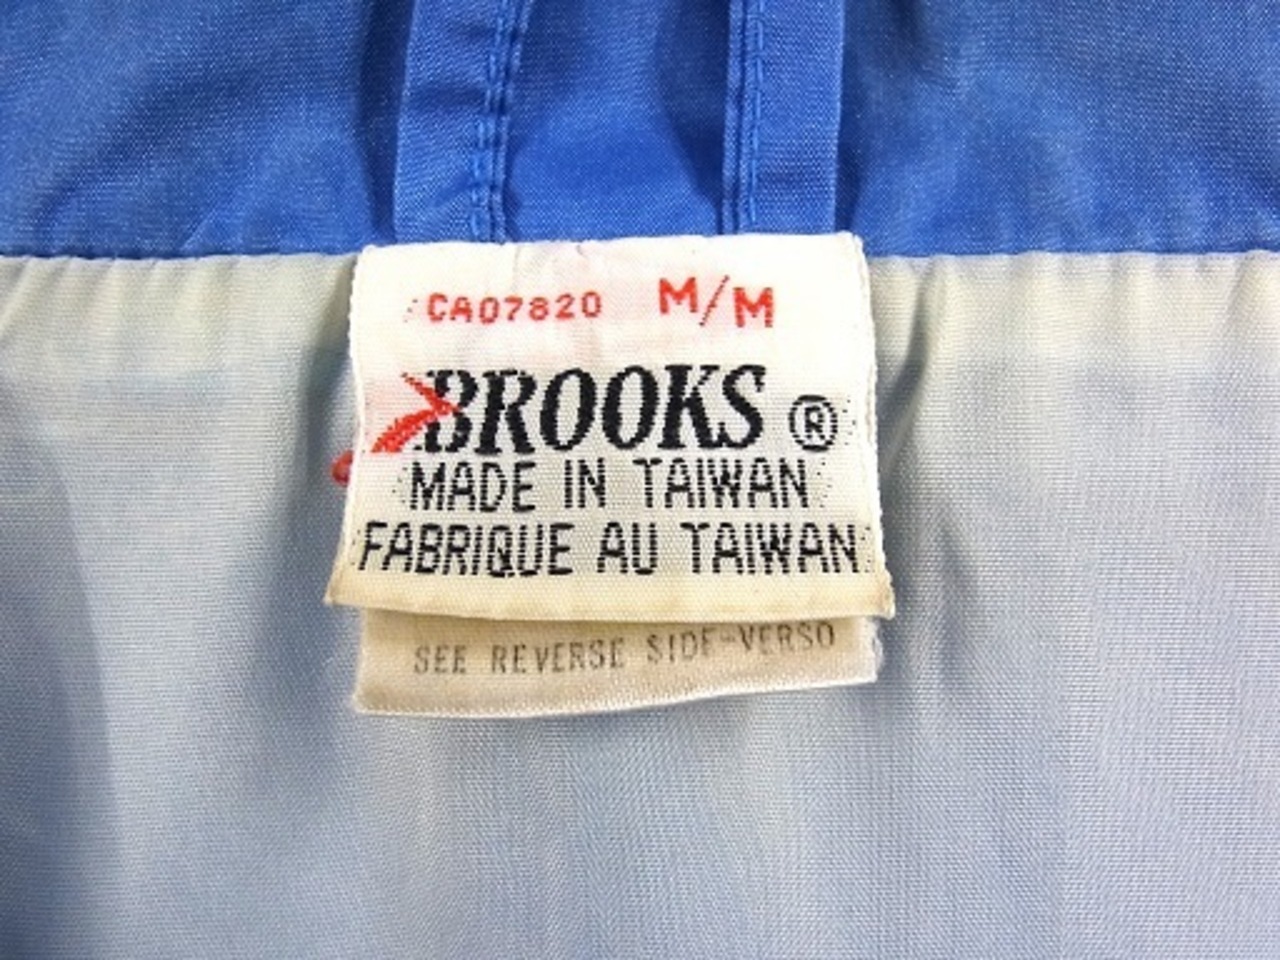 CA07820 M/M
BROOKS ®
MADE IN TAIWAN
FABRIQUE AU TAIWAN
SEE REVERSE SIDE-VERSO